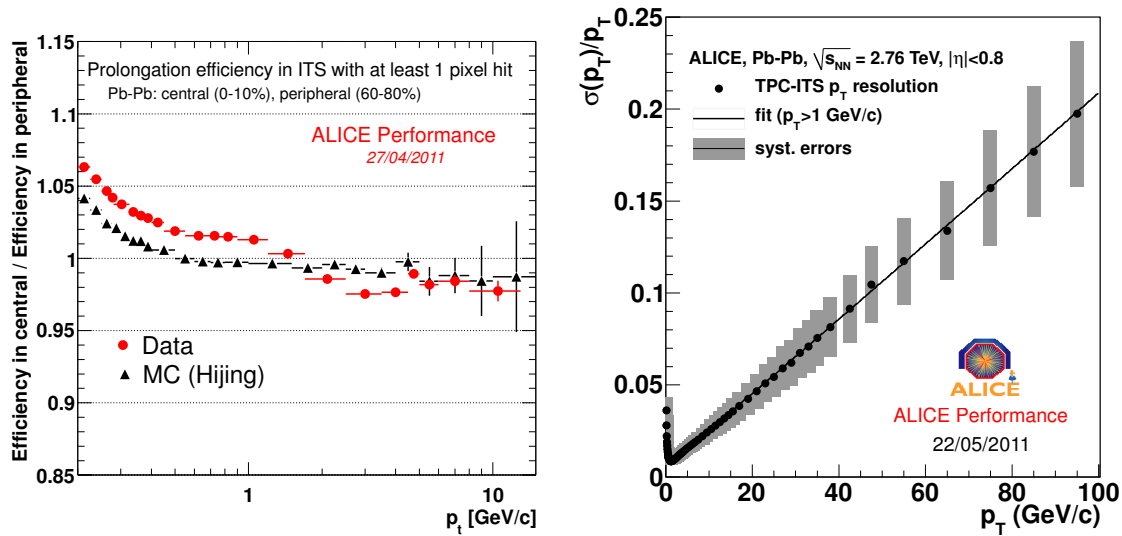 Efficiency in central / Efficiency in peripheral
1.15
1.1
1.05
1
0.95
0.9
0.85
Prolongation efficiency in ITS with at least 1 pixel hit
Pb-Pb: central (0-10%), peripheral (60-80%)
ALICE Performance
27/04/2011
Data
MC (Hijing)
1
10
p_t [GeV/c]
σ(p_T)/p_T
0.25
0.2
0.15
0.1
0.05
0
ALICE, Pb-Pb, √s_NN = 2.76 TeV, |η|<0.8
TPC-ITS p_T resolution
fit (p_T>1 GeV/c)
syst. errors
ALICE
ALICE Performance
22/05/2011
0
20
40
60
80
100
p_T (GeV/c)